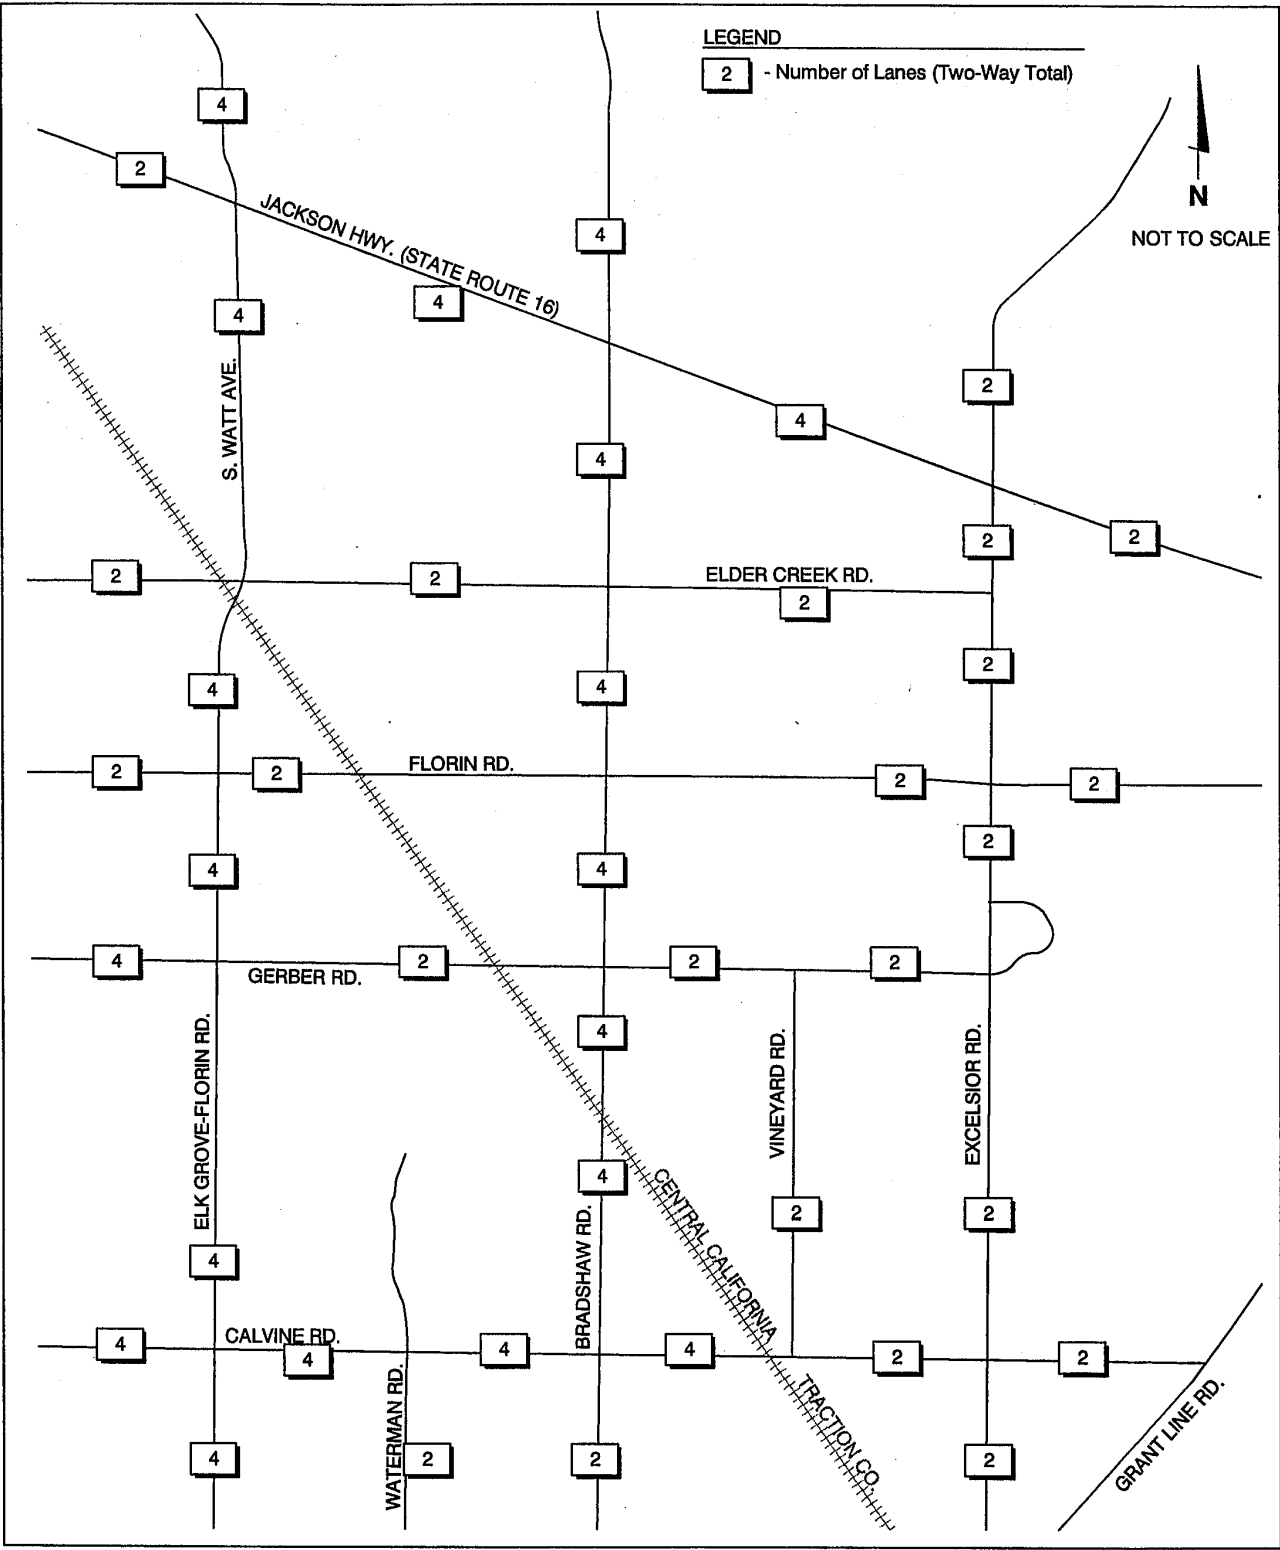 LEGEND
2 - Number of Lanes (Two-Way Total)
4
2
N
JACKSON HWY. (STATE ROUTE 16)
4
NOT TO SCALE
4
4
S. WATT AVE.
2
4
4
2
2
2
2
ELDER CREEK RD.
2
2
4
4
2
2
FLORIN RD.
2
2
2
4
4
4
GERBER RD.
2
2
2
4
ELK GROVE-FLORIN RD.
VINEYARD RD.
EXCELSIOR RD.
4
CENTRAL CALIFORNIA
TRACTION CO.
2
2
BRADSHAW RD.
4
4
CALVINE RD.
4
4
4
2
2
WATERMAN RD.
GRANT LINE RD.
4
2
2
2